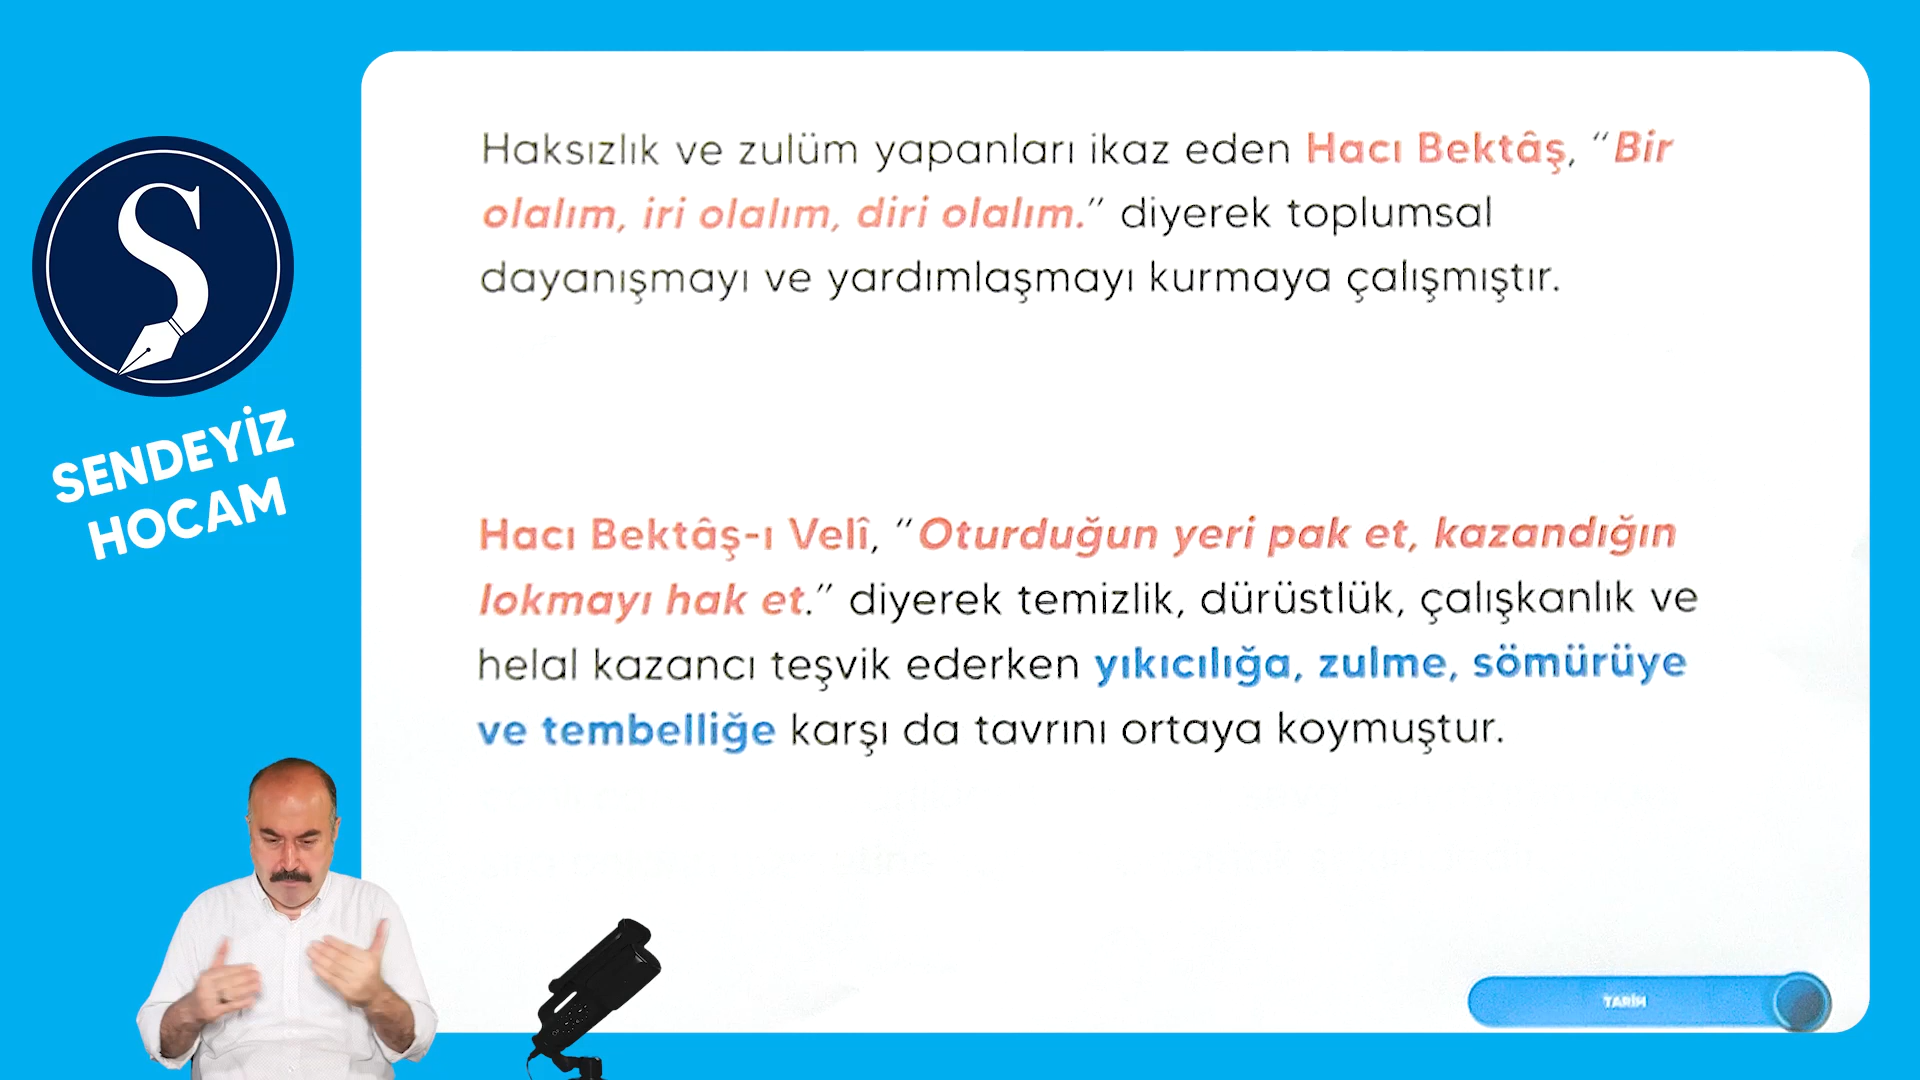 SENDEYİZ
HOCAM
Haksızlık ve zulüm yapanları ikaz eden Hacı Bektâş, “Bir
olalım, iri olalım, diri olalım.” diyerek toplumsal
dayanışmayı ve yardımlaşmayı kurmaya çalışmıştır.
Hacı Bektâş-ı Velî, “Oturduğun yeri pak et, kazandığın
lokmayı hak et.” diyerek temizlik, dürüstlük, çalışkanlık ve
helal kazancı teşvik ederken yıkıcılığa, zulme, sömürüye
ve tembelliğe karşı da tavrını ortaya koymuştur.
TARİH